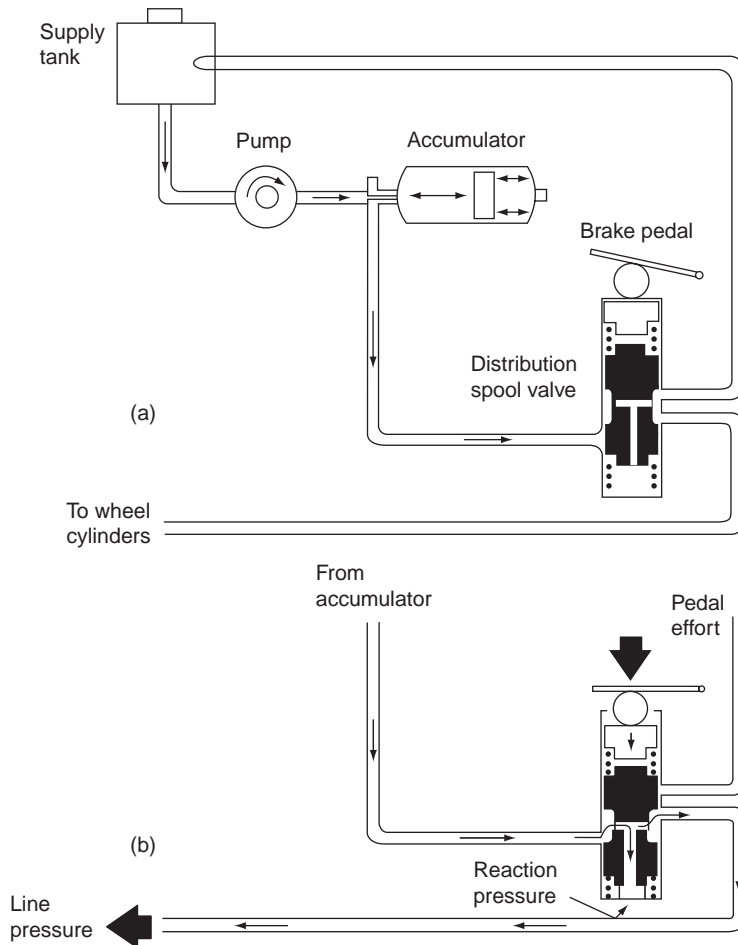 Supply
tank
Pump
Accumulator
Brake pedal
Distribution
spool valve
(a)
To wheel
cylinders
From
accumulator
Pedal
effort
(b)
Reaction
pressure
Line
pressure